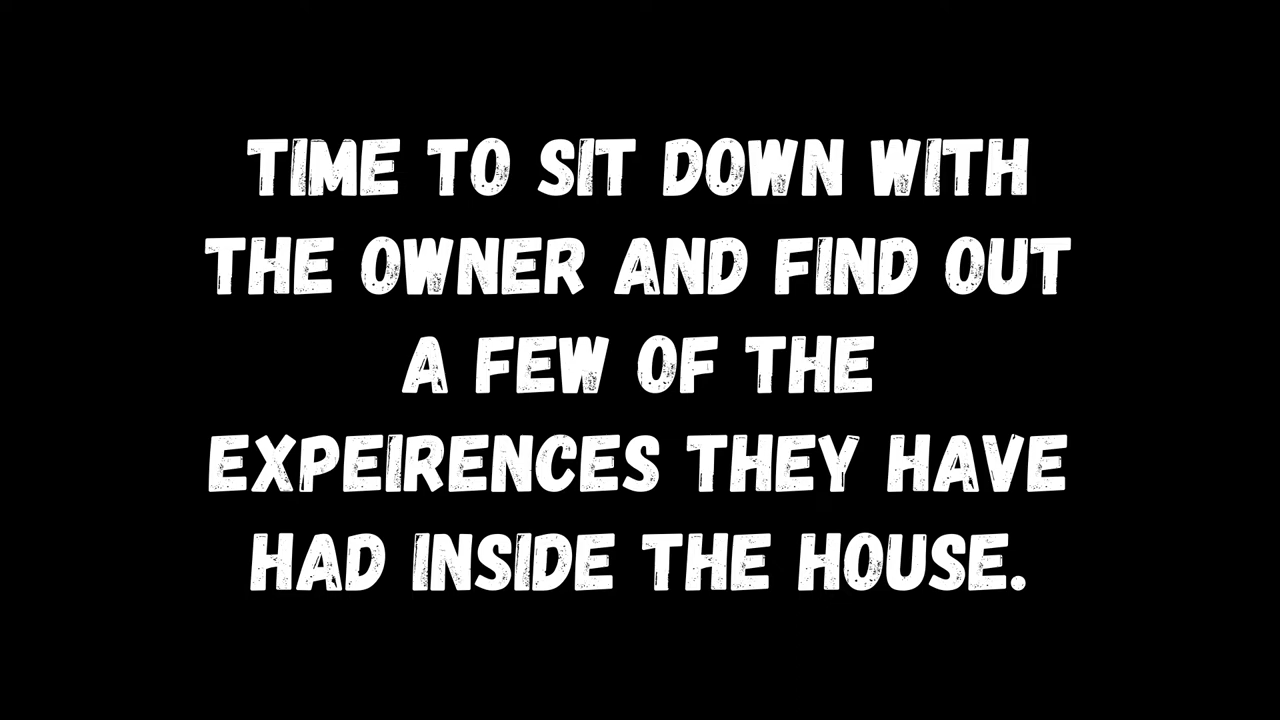 TIME TO SIT DOWN WITH
THE OWNER AND FIND OUT
A FEW OF THE
EXPEIRENCES THEY HAVE
HAD INSIDE THE HOUSE.